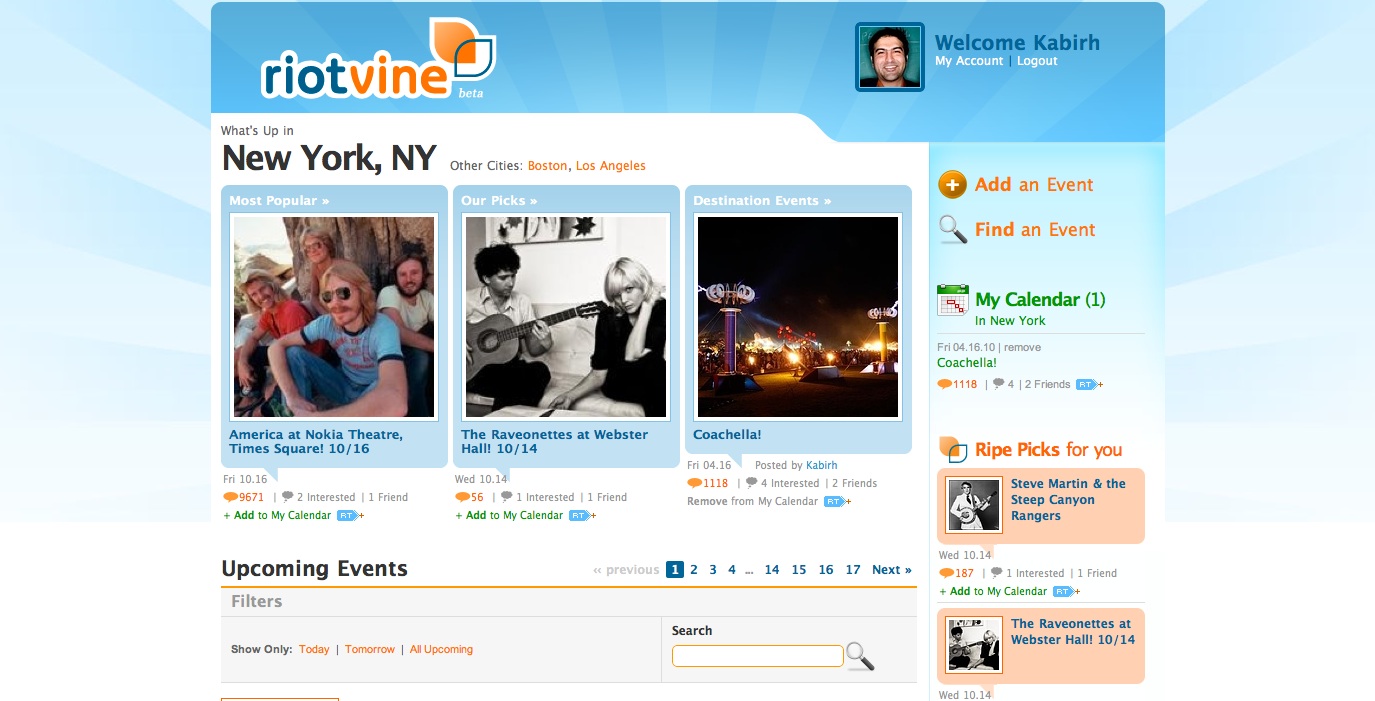 riotvine
beta
Welcome Kabirh
My Account | Logout
What's Up in
New York, NY Other Cities: Boston, Los Angeles
Most Popular »
America at Nokia Theatre,
Times Square! 10/16
Fri 10.16
9671 | 2 Interested | 1 Friend
+ Add to My Calendar RT +
Our Picks »
The Raveonettes at Webster
Hall! 10/14
Wed 10.14
56 | 1 Interested | 1 Friend
+ Add to My Calendar RT +
Destination Events »
Coachella!
Fri 04.16 Posted by Kabirh
1118 | 4 Interested | 2 Friends
Remove from My Calendar RT +
Upcoming Events
« previous 1 2 3 4 ... 14 15 16 17 Next »
Filters
Show Only: Today | Tomorrow | All Upcoming
Search
+ Add an Event
Find an Event
My Calendar (1)
In New York
Fri 04.16.10 | remove
Coachella!
1118 | 4 | 2 Friends RT +
Ripe Picks for you
Steve Martin & the
Steep Canyon
Rangers
Wed 10.14
187 | 1 Interested | 1 Friend
+ Add to My Calendar RT +
The Raveonettes at
Webster Hall! 10/14
Wed 10.14